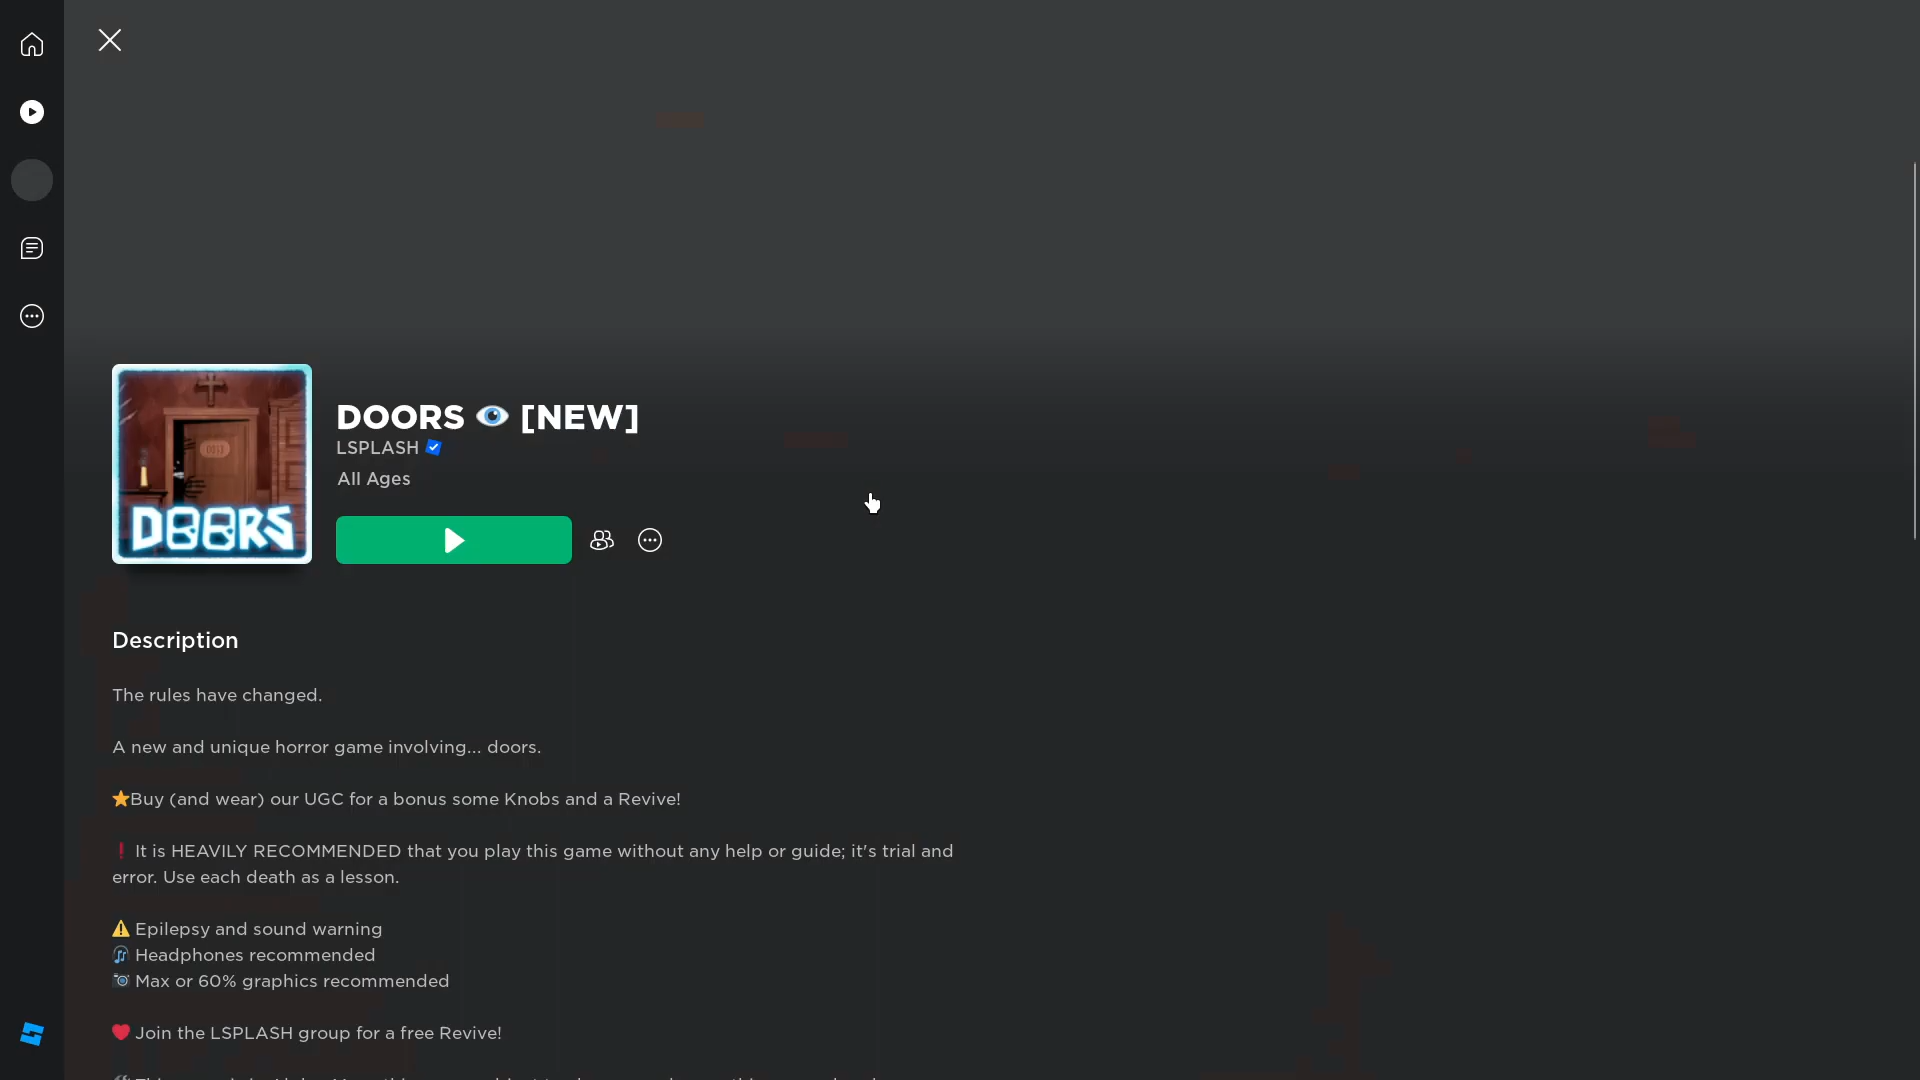 DOORS 👁 [NEW]
LSPLASH
All Ages
DOORS
Description
The rules have changed.
A new and unique horror game involving... doors.
⭐Buy (and wear) our UGC for a bonus some Knobs and a Revive!
❗ It is HEAVILY RECOMMENDED that you play this game without any help or guide; it's trial and
error. Use each death as a lesson.
⚠️ Epilepsy and sound warning
🎧 Headphones recommended
📷 Max or 60% graphics recommended
❤️ Join the LSPLASH group for a free Revive!